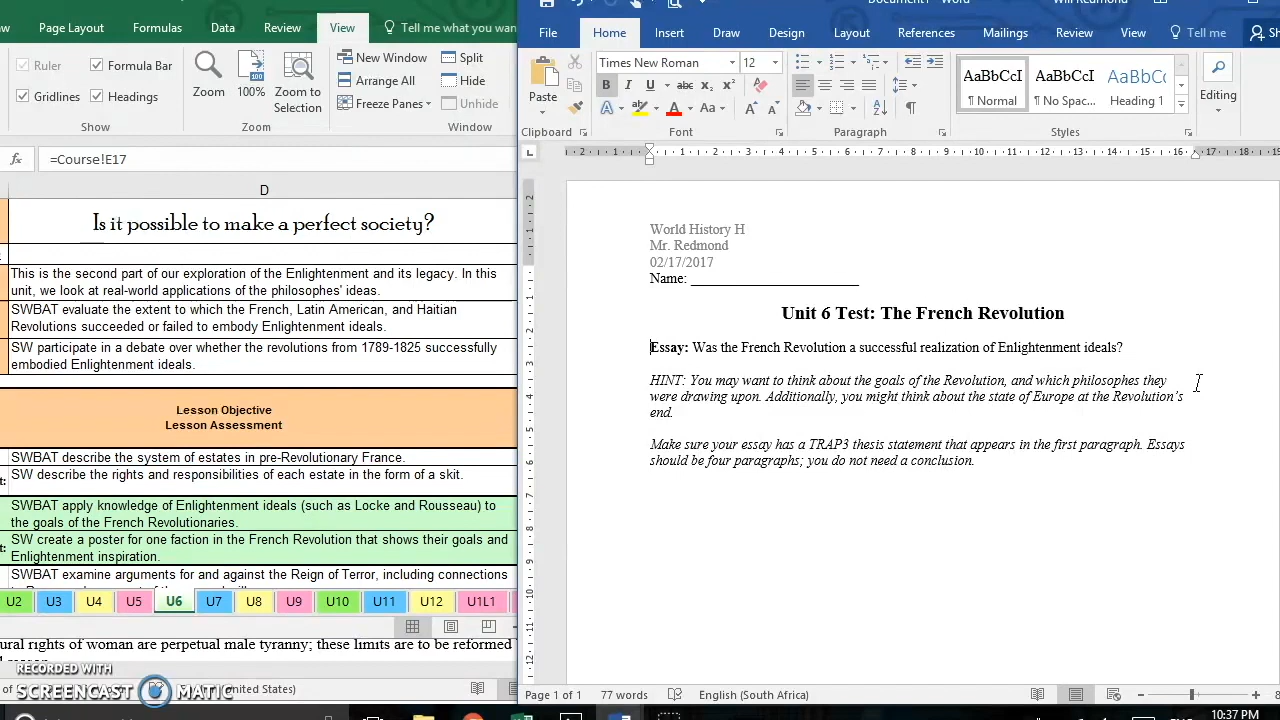 Document1 - Word
Will Redmond
Page Layout Formulas Data Review View Tell me what you wan
File Home Insert Draw Design Layout References Mailings Review View Tell me Sh
Ruler Formula Bar
Gridlines Headings
Show
Zoom 100% Zoom to Selection
Zoom
New Window Split
Arrange All Hide
Freeze Panes Unhide
Window
Paste
Clipboard
Times New Roman 12
B I U abc x₂ x²
Aa
Font
Paragraph
AaBbCcI AaBbCcI AaBbCc
¶ Normal ¶ No Spac... Heading 1
Styles
Editing
fx =Course!E17
D
Is it possible to make a perfect society?
This is the second part of our exploration of the Enlightenment and its legacy. In this
unit, we look at real-world applications of the philosophes' ideas.
SWBAT evaluate the extent to which the French, Latin American, and Haitian
Revolutions succeeded or failed to embody Enlightenment ideals.
SW participate in a debate over whether the revolutions from 1789-1825 successfully
embodied Enlightenment ideals.
Lesson Objective
Lesson Assessment
SWBAT describe the system of estates in pre-Revolutionary France.
SW describe the rights and responsibilities of each estate in the form of a skit.
SWBAT apply knowledge of Enlightenment ideals (such as Locke and Rousseau) to
the goals of the French Revolutionaries.
SW create a poster for one faction in the French Revolution that shows their goals and
Enlightenment inspiration.
SWBAT examine arguments for and against the Reign of Terror, including connections
U2 U3 U4 U5 U6 U7 U8 U9 U10 U11 U12 U1L1
ural rights of woman are perpetual male tyranny; these limits are to be reformed
RECORDED WITH
SCREENCAST MATIC
United States)
World History H
Mr. Redmond
02/17/2017
Name: ____________________
Unit 6 Test: The French Revolution
Essay: Was the French Revolution a successful realization of Enlightenment ideals?
HINT: You may want to think about the goals of the Revolution, and which philosophes they
were drawing upon. Additionally, you might think about the state of Europe at the Revolution's
end.
Make sure your essay has a TRAP3 thesis statement that appears in the first paragraph. Essays
should be four paragraphs; you do not need a conclusion.
Page 1 of 1 77 words English (South Africa)
10:37 PM